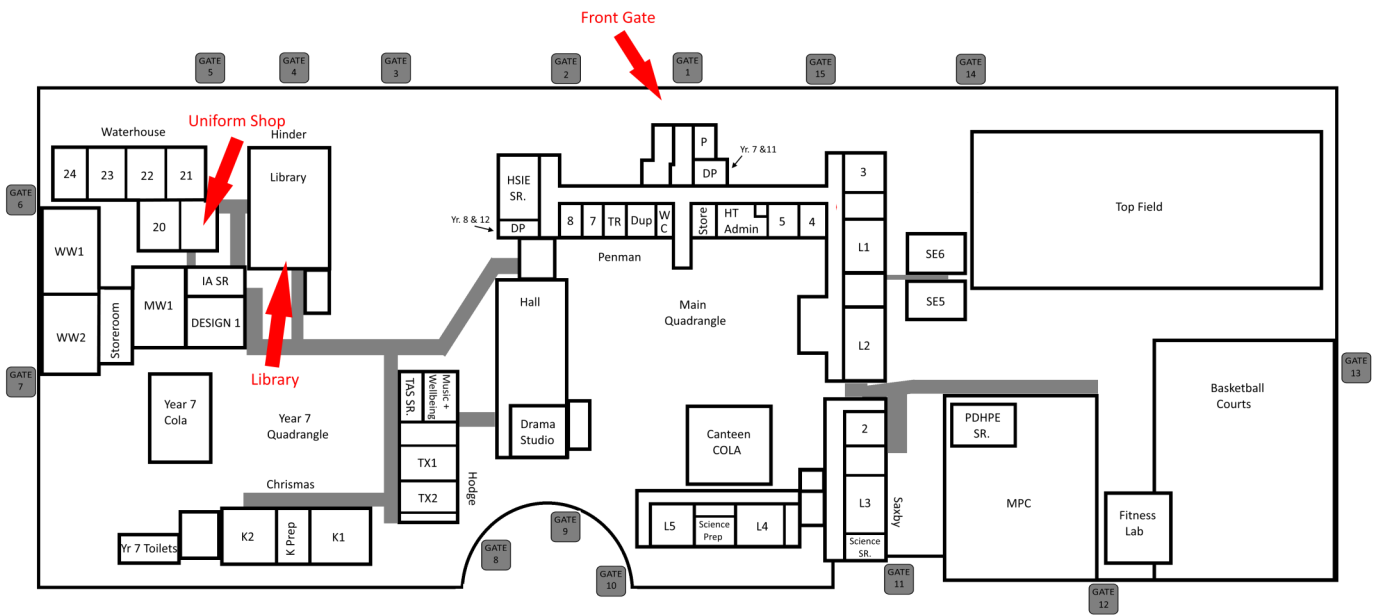 Front Gate
GATE
5
GATE
4
GATE
3
GATE
2
GATE
1
GATE
15
GATE
14
Uniform Shop
Waterhouse
Hinder
24
23
22
21
Library
20
GATE
6
WW1
WW2
Storeroom
MW1
IA SR
DESIGN 1
GATE
7
Library
Year 7
Cola
Year 7
Quadrangle
Chrismas
Yr 7 Toilets
K2
K Prep
K1
TAS SR.
Music +
Wellbeing
TX1
TX2
Hodge
HSIE
SR.
DP
Yr. 8 & 12
8
7
TR
Dup
W
C
Store
HT
Admin
5
4
P
DP
Yr. 7 &11
Penman
Hall
Drama
Studio
Main
Quadrangle
Canteen
COLA
L5
Science
Prep
L4
GATE
8
GATE
9
GATE
10
3
L1
L2
2
L3
Science
SR.
Saxby
GATE
11
SE6
SE5
Top Field
PDHPE
SR.
MPC
Fitness
Lab
Basketball
Courts
GATE
13
GATE
12